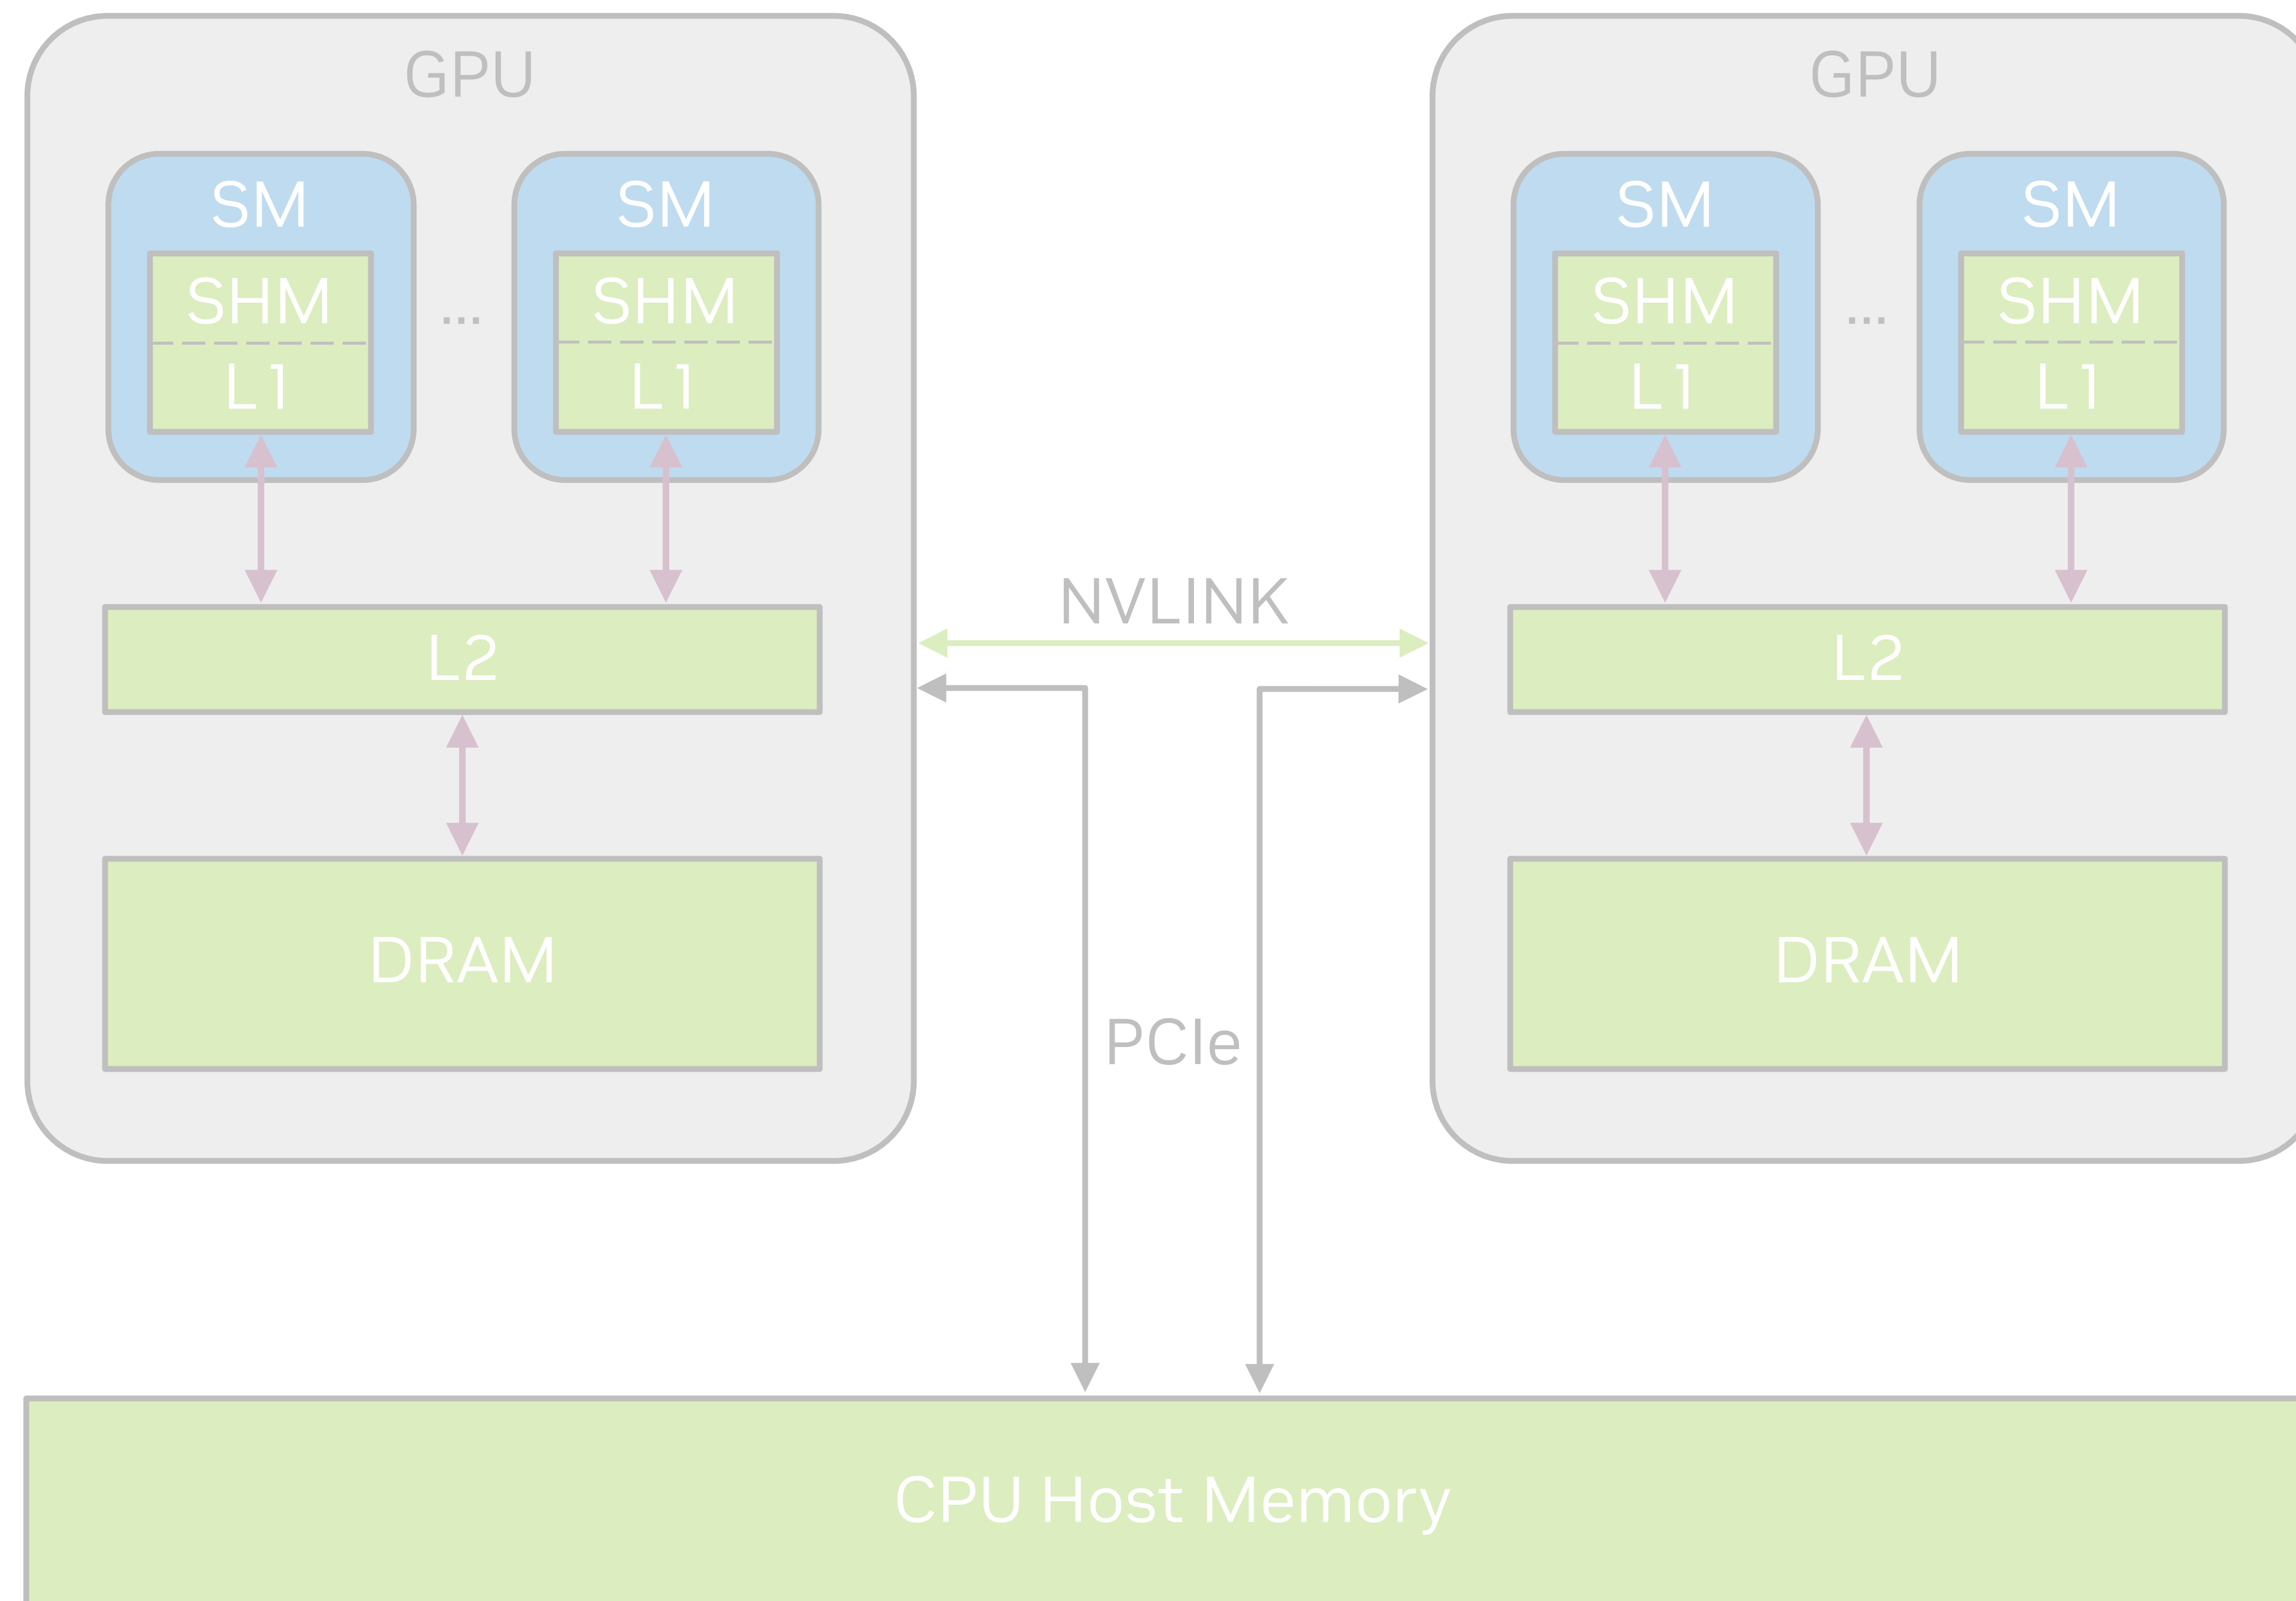 GPU
SM
SHM
L1
...
SM
SHM
L1
L2
DRAM
NVLINK
PCIe
GPU
SM
SHM
L1
...
SM
SHM
L1
L2
DRAM
CPU Host Memory